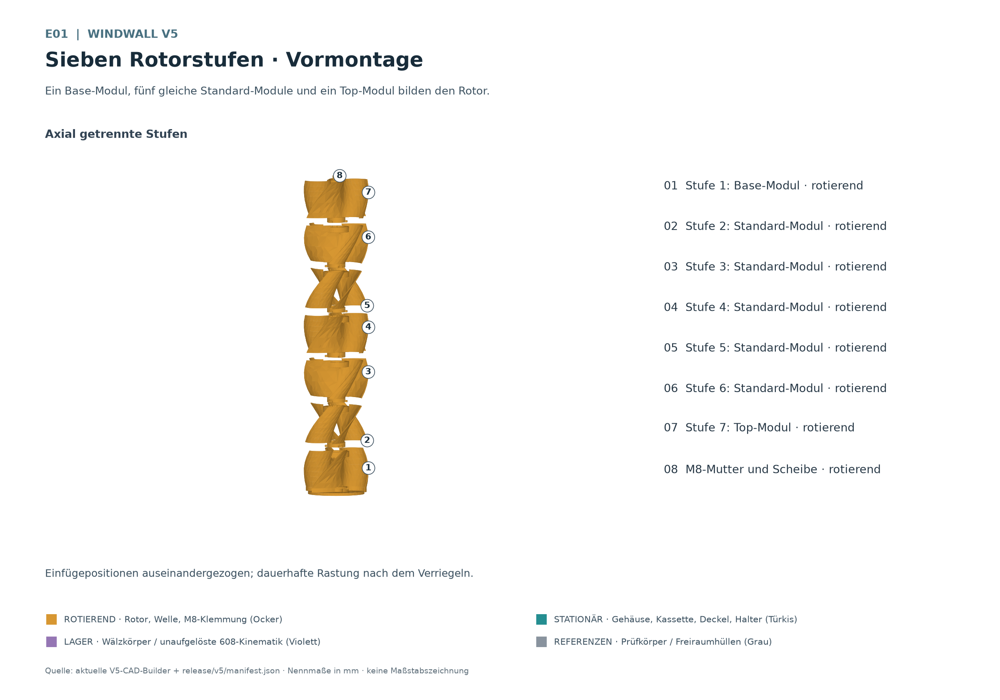 E01 | WINDWALL V5
Sieben Rotorstufen · Vormontage
Ein Base-Modul, fünf gleiche Standard-Module und ein Top-Modul bilden den Rotor.
Axial getrennte Stufen
8
7
6
5
4
3
2
1
01 Stufe 1: Base-Modul · rotierend
02 Stufe 2: Standard-Modul · rotierend
03 Stufe 3: Standard-Modul · rotierend
04 Stufe 4: Standard-Modul · rotierend
05 Stufe 5: Standard-Modul · rotierend
06 Stufe 6: Standard-Modul · rotierend
07 Stufe 7: Top-Modul · rotierend
08 M8-Mutter und Scheibe · rotierend
Einfügepositionen auseinandergezogen; dauerhafte Rastung nach dem Verriegeln.
ROTIEREND · Rotor, Welle, M8-Klemmung (Ocker)
STATIONÄR · Gehäuse, Kassette, Deckel, Halter (Türkis)
LAGER · Wälzkörper / unaufgelöste 608-Kinematik (Violett)
REFERENZEN · Prüfkörper / Freiraumhüllen (Grau)
Quelle: aktuelle V5-CAD-Builder + release/v5/manifest.json · Nennmaße in mm · keine Maßstabszeichnung